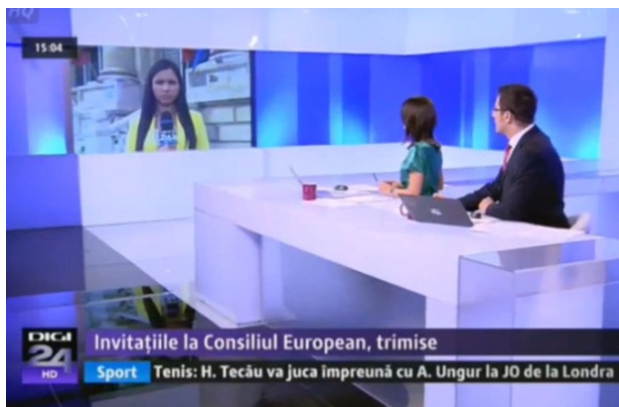 HQ
15:04
Invitațiile la Consiliul European, trimise
DIGI
24
HD
Sport Tenis: H. Tecău va juca împreună cu A. Ungur la JO de la Londra